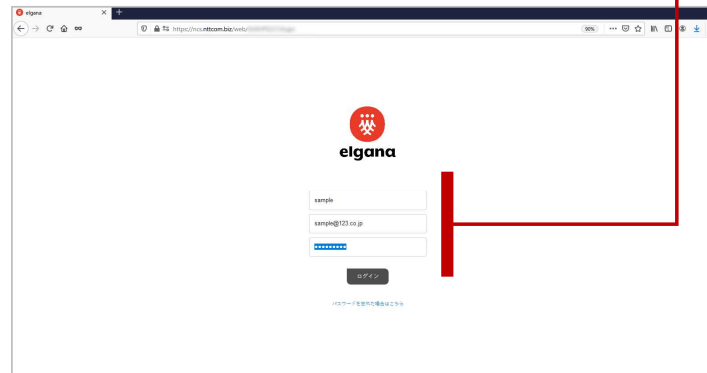 elgana
https://ncs.nttcom.biz/web/
90%
elgana
sample
sample@123.co.jp
ログイン
パスワードを忘れた場合はこちら